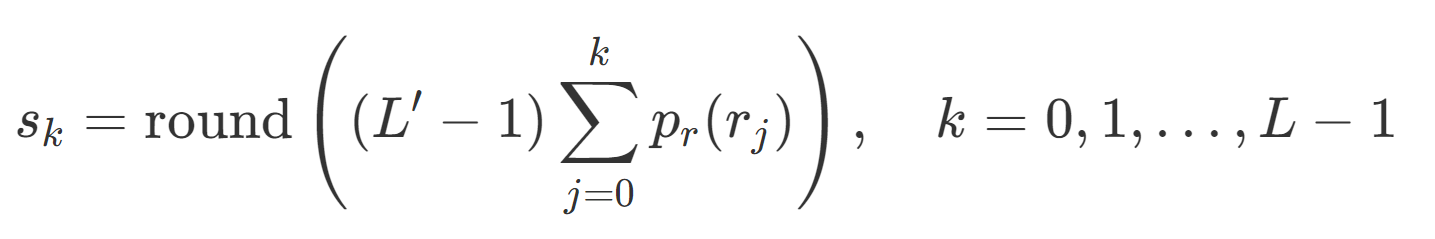 s_k = round ( (L′ − 1) ∑_{j=0}^{k} p_r(r_j) ) , k = 0, 1, . . . , L − 1